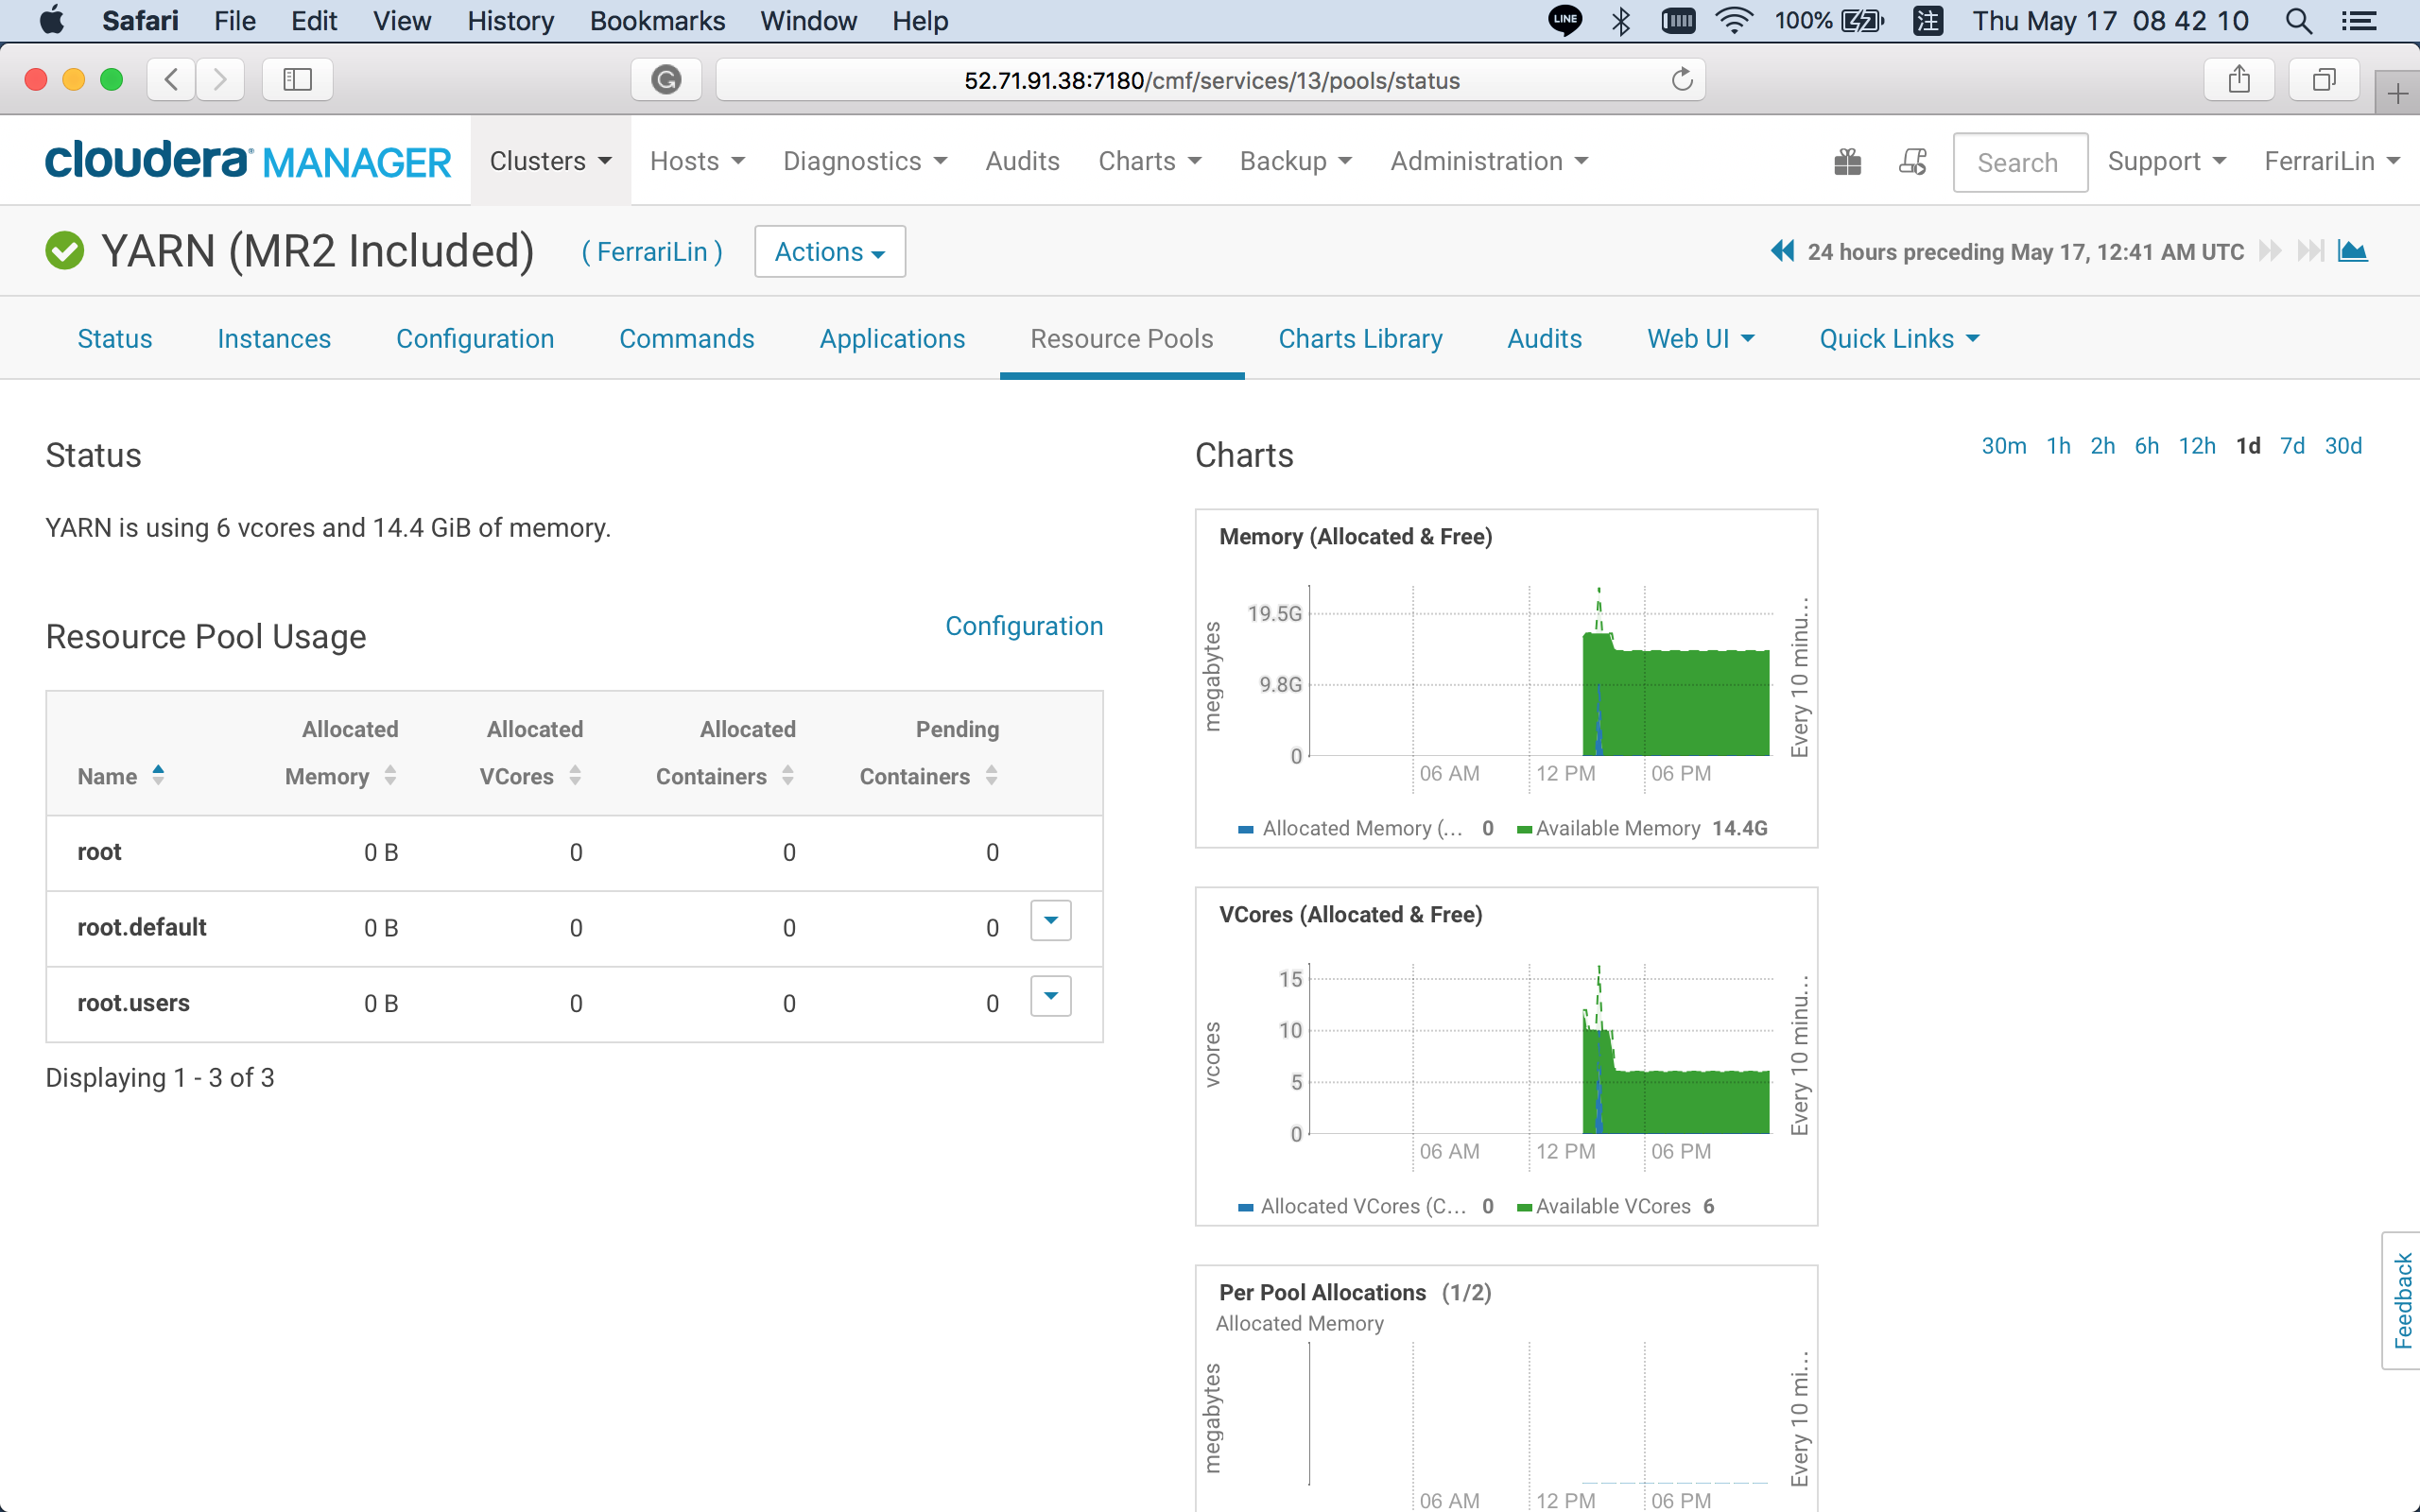 Safari File Edit View History Bookmarks Window Help LINE 100% 注 Thu May 17 08 42 10
52.71.91.38:7180/cmf/services/13/pools/status
cloudera MANAGER Clusters Hosts Diagnostics Audits Charts Backup Administration Search Support FerrariLin
YARN (MR2 Included) ( FerrariLin ) Actions 24 hours preceding May 17, 12:41 AM UTC
Status Instances Configuration Commands Applications Resource Pools Charts Library Audits Web UI Quick Links
Status
YARN is using 6 vcores and 14.4 GiB of memory.
Resource Pool Usage Configuration
Name Allocated Memory Allocated VCores Allocated Containers Pending Containers
root 0 B 0 0 0
root.default 0 B 0 0 0
root.users 0 B 0 0 0
Displaying 1 - 3 of 3
Charts 30m 1h 2h 6h 12h 1d 7d 30d
Memory (Allocated & Free)
megabytes
19.5G
9.8G
0
06 AM 12 PM 06 PM
Every 10 minu...
Allocated Memory (... 0 Available Memory 14.4G
VCores (Allocated & Free)
vcores
15
10
5
0
06 AM 12 PM 06 PM
Every 10 minu...
Allocated VCores (C... 0 Available VCores 6
Per Pool Allocations (1/2)
Allocated Memory
megabytes
06 AM 12 PM 06 PM
Every 10 mi...
Feedback